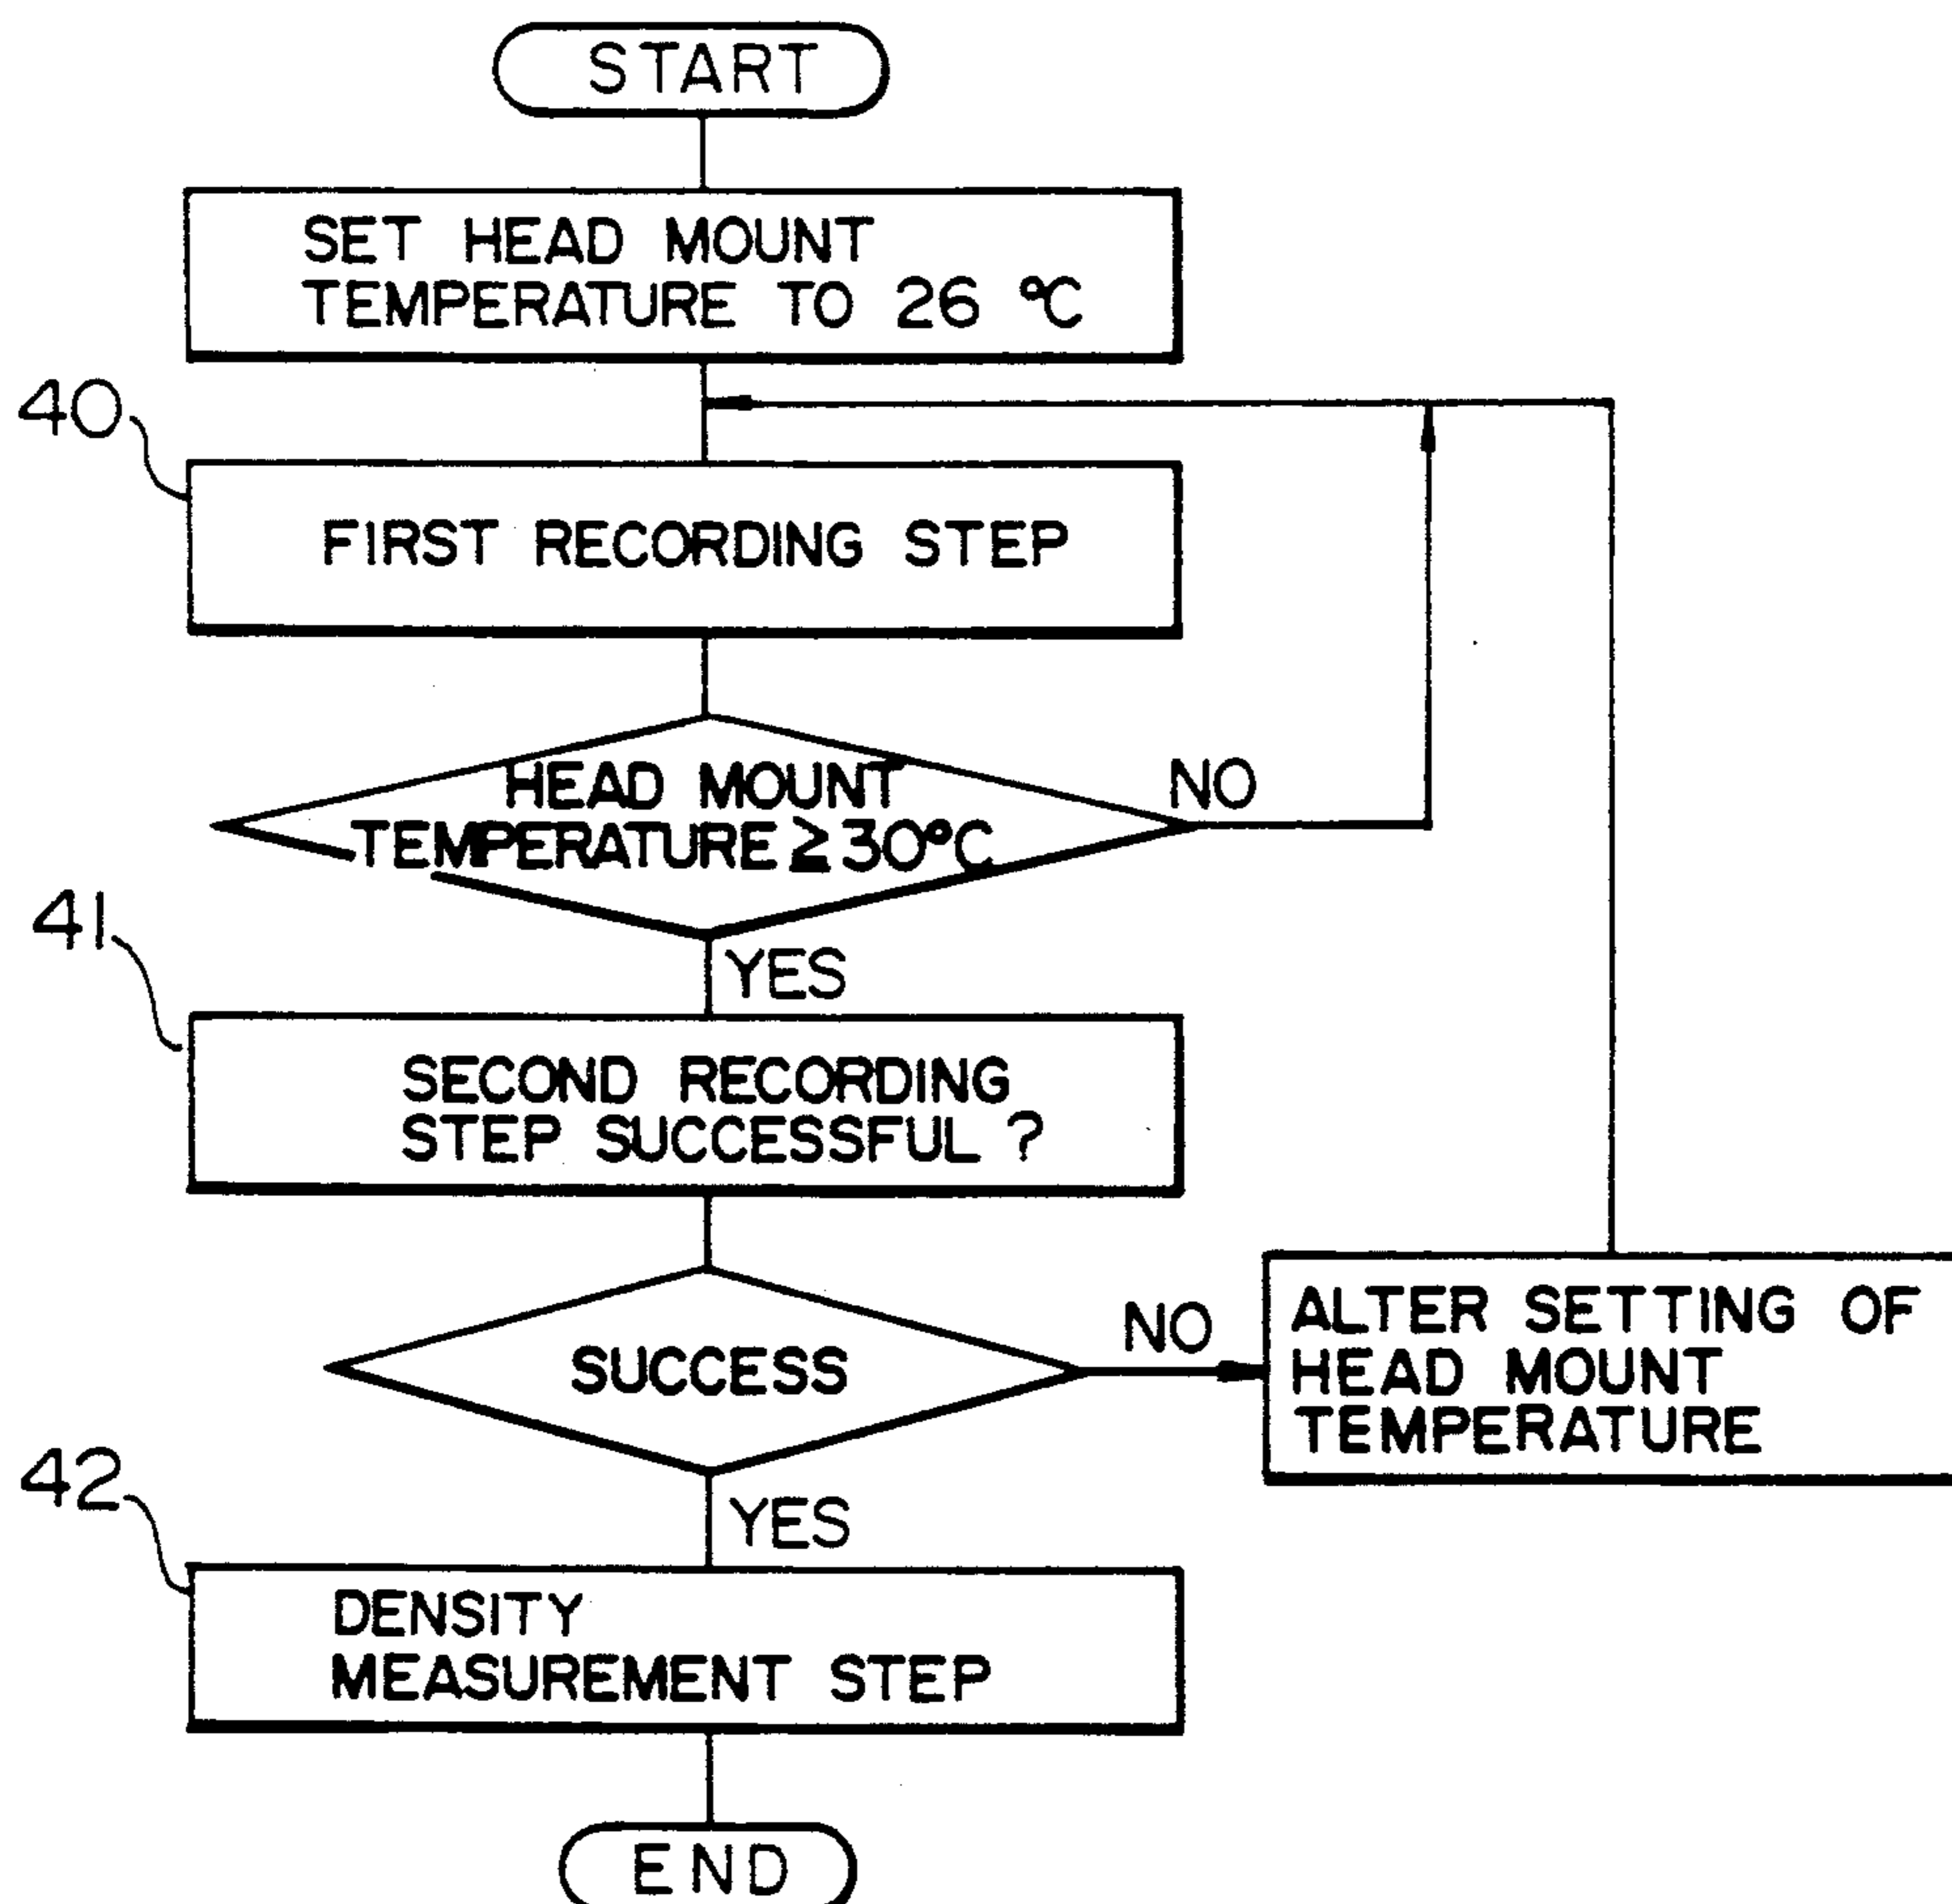 START
SET HEAD MOUNT
TEMPERATURE TO 26 °C
40
FIRST RECORDING STEP
HEAD MOUNT
TEMPERATURE ≧ 30°C
NO
YES
41
SECOND RECORDING
STEP SUCCESSFUL ?
SUCCESS
NO
ALTER SETTING OF
HEAD MOUNT
TEMPERATURE
YES
42
DENSITY
MEASUREMENT STEP
END